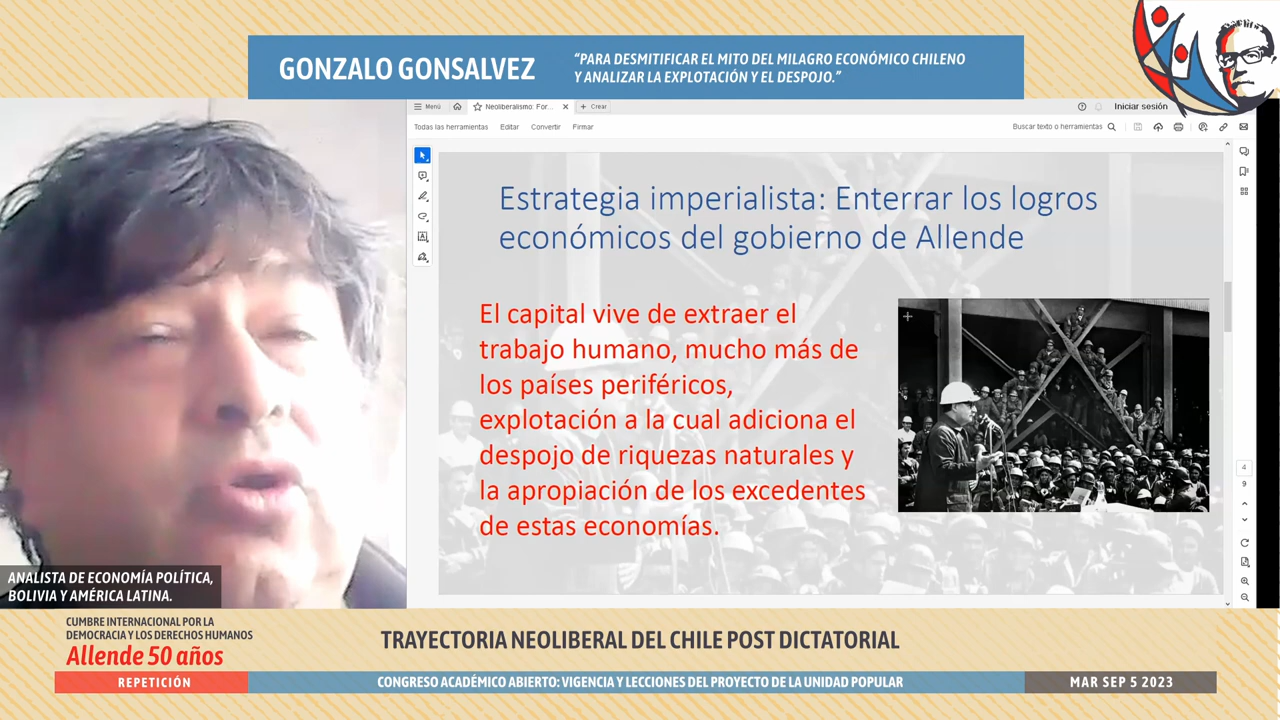 GONZALO GONSALVEZ
“PARA DESMITIFICAR EL MITO DEL MILAGRO ECONÓMICO CHILENO
Y ANALIZAR LA EXPLOTACIÓN Y EL DESPOJO.”
Menú
Neoliberalismo: For...
Crear
Iniciar sesión
Todas las herramientas Editar Convertir Firmar
Buscar texto o herramientas
Estrategia imperialista: Enterrar los logros
económicos del gobierno de Allende
El capital vive de extraer el
trabajo humano, mucho más de
los países periféricos,
explotación a la cual adiciona el
despojo de riquezas naturales y
la apropiación de los excedentes
de estas economías.
4
9
ANALISTA DE ECONOMÍA POLÍTICA,
BOLIVIA Y AMÉRICA LATINA.
CUMBRE INTERNACIONAL POR LA
DEMOCRACIA Y LOS DERECHOS HUMANOS
Allende 50 años
REPETICIÓN
TRAYECTORIA NEOLIBERAL DEL CHILE POST DICTATORIAL
CONGRESO ACADÉMICO ABIERTO: VIGENCIA Y LECCIONES DEL PROYECTO DE LA UNIDAD POPULAR
MAR SEP 5 2023